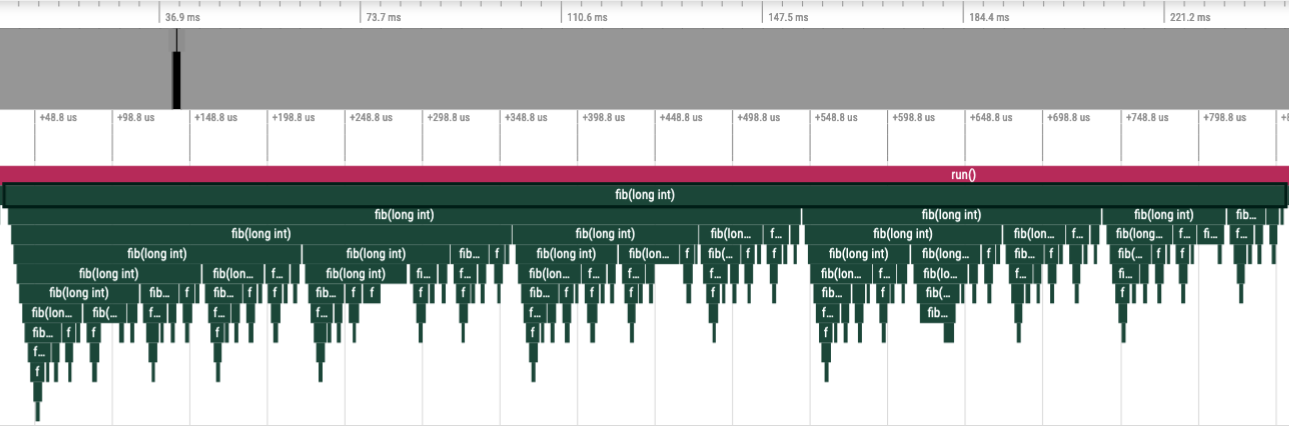 36.9 ms 73.7 ms 110.6 ms 147.5 ms 184.4 ms 221.2 ms
+48.8 us +98.8 us +148.8 us +198.8 us +248.8 us +298.8 us +348.8 us +398.8 us +448.8 us +498.8 us +548.8 us +598.8 us +648.8 us +698.8 us +748.8 us +798.8 us
run()
fib(long int)
fib(long int) fib(long int) fib(long int) fib...
fib(long int) fib(long int) fib(lon... f... fib(long int) fib(lon... f... fib(long... f... fib... f...
fib(long int) fib(long int) fib... f fib(long int) fib(lon... f fib(... f fib(long int) fib(long... f fib... f fib(... f f f...
fib(long int) fib(lon... f... fib(long int) f... f... fib(lon... f... f f fib(lon... f... fib(lo... f f... f fi... f
fib(long int) fib... f fib... f f fib... f f f fib... f f f fib... f fib(... f f
fib(lon... fib(... f... f f... f... f... fib...
fib... f f f f f f
f...
f